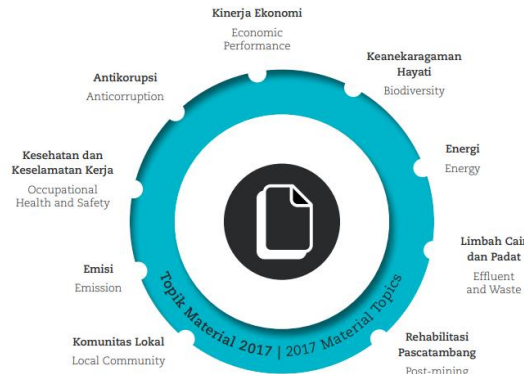 Kinerja Ekonomi
Economic
Performance
Keanekaragaman
Hayati
Biodiversity
Energi
Energy
Limbah Cair
dan Padat
Effluent
and Waste
Rehabilitasi
Pascatambang
Post-mining
Komunitas Lokal
Local Community
Emisi
Emission
Kesehatan dan
Keselamatan Kerja
Occupational
Health and Safety
Antikorupsi
Anticorruption
Topik Material 2017 | 2017 Material Topics